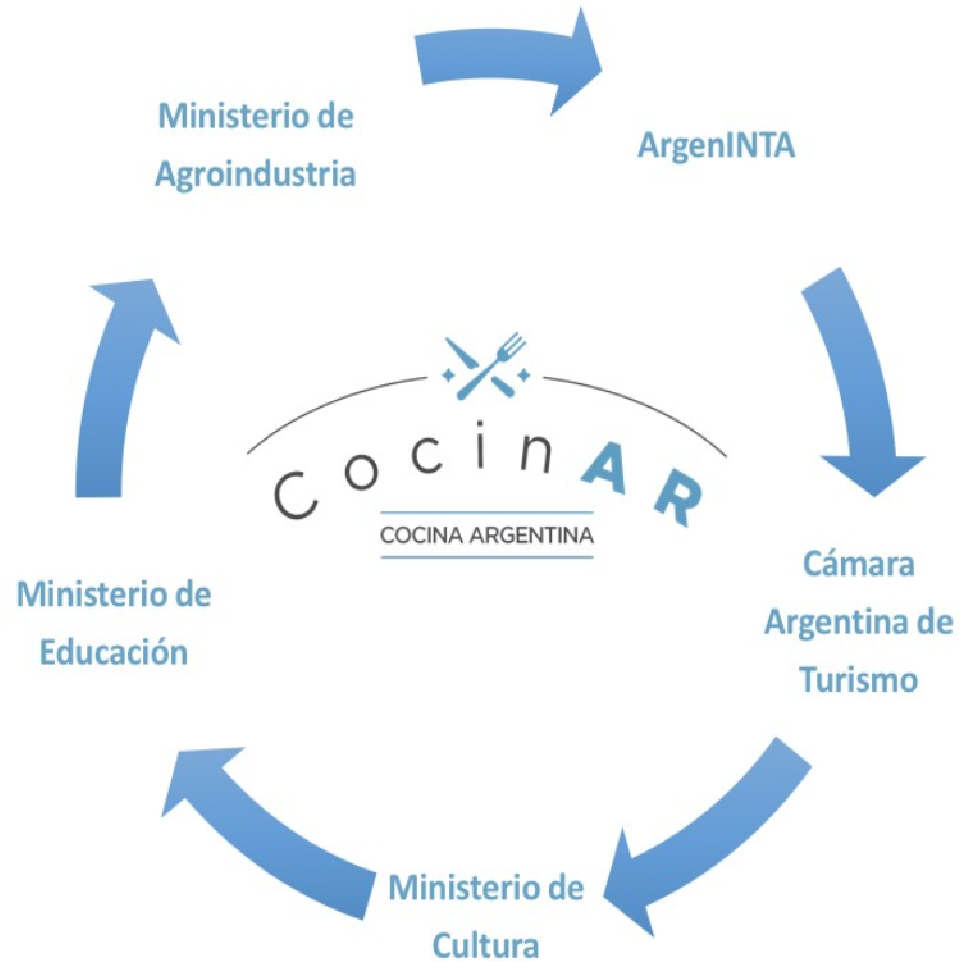 Ministerio de
Agroindustria
ArgenINTA
CocinAR
COCINA ARGENTINA
Cámara
Argentina de
Turismo
Ministerio de
Educación
Ministerio de
Cultura